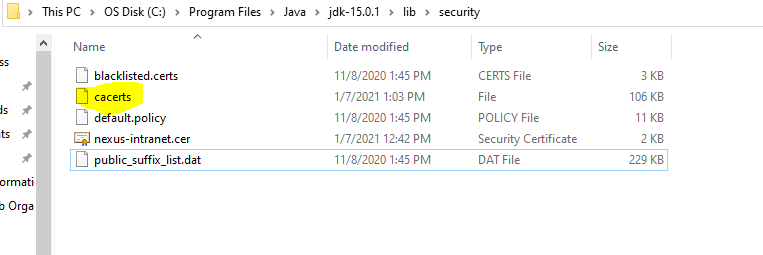 This PC > OS Disk (C:) > Program Files > Java > jdk-15.0.1 > lib > security
Name Date modified Type Size
ss
blacklisted.certs 11/8/2020 1:45 PM CERTS File 3 KB
cacerts 1/7/2021 1:03 PM File 106 KB
ds default.policy 11/8/2020 1:45 PM POLICY File 11 KB
nts nexus-intranet.cer 1/7/2021 12:42 PM Security Certificate 2 KB
public_suffix_list.dat 11/8/2020 1:45 PM DAT File 229 KB
ormatic
b Orga